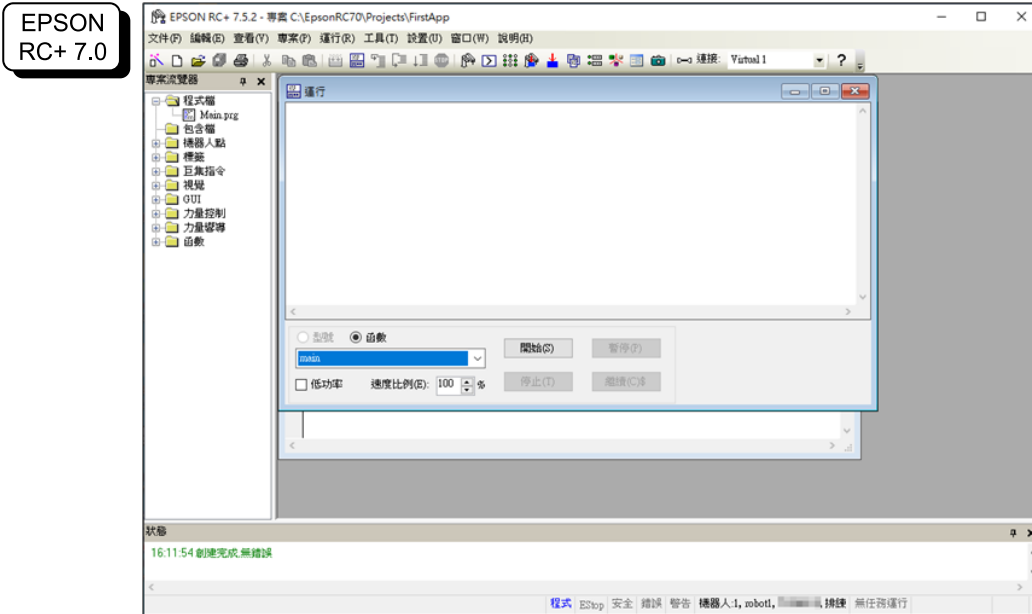 EPSON
RC+ 7.0
EPSON RC+ 7.5.2 - 專案 C:\EpsonRC70\Projects\FirstApp
文件(F) 編輯(E) 查看(V) 專案(P) 運行(R) 工具(T) 設置(U) 窗口(W) 說明(H)
連接: Virtual 1
專案流覽器
程式檔
Main.prg
包含檔
機器人點
標籤
巨集指令
視覺
GUI
力量控制
力量嚮導
函數
運行
型號 函數
main
開始(S) 暫停(P)
低功率 速度比例(E): 100 %
停止(T) 繼續(C)$
狀態
16:11:54 創建完成,無錯誤
程式 EStop 安全 錯誤 警告 機器人:1, robot1, , 排練 無任務運行